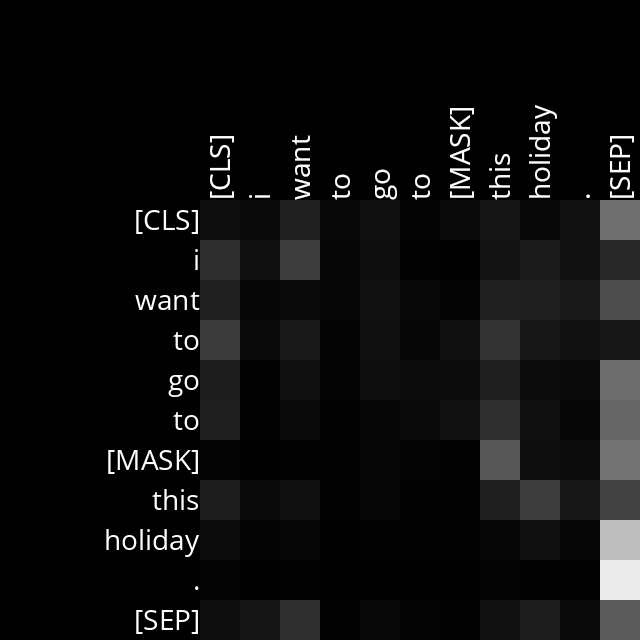 [CLS] i want to go to [MASK] this holiday . [SEP]
[CLS]
i
want
to
go
to
[MASK]
this
holiday
.
[SEP]